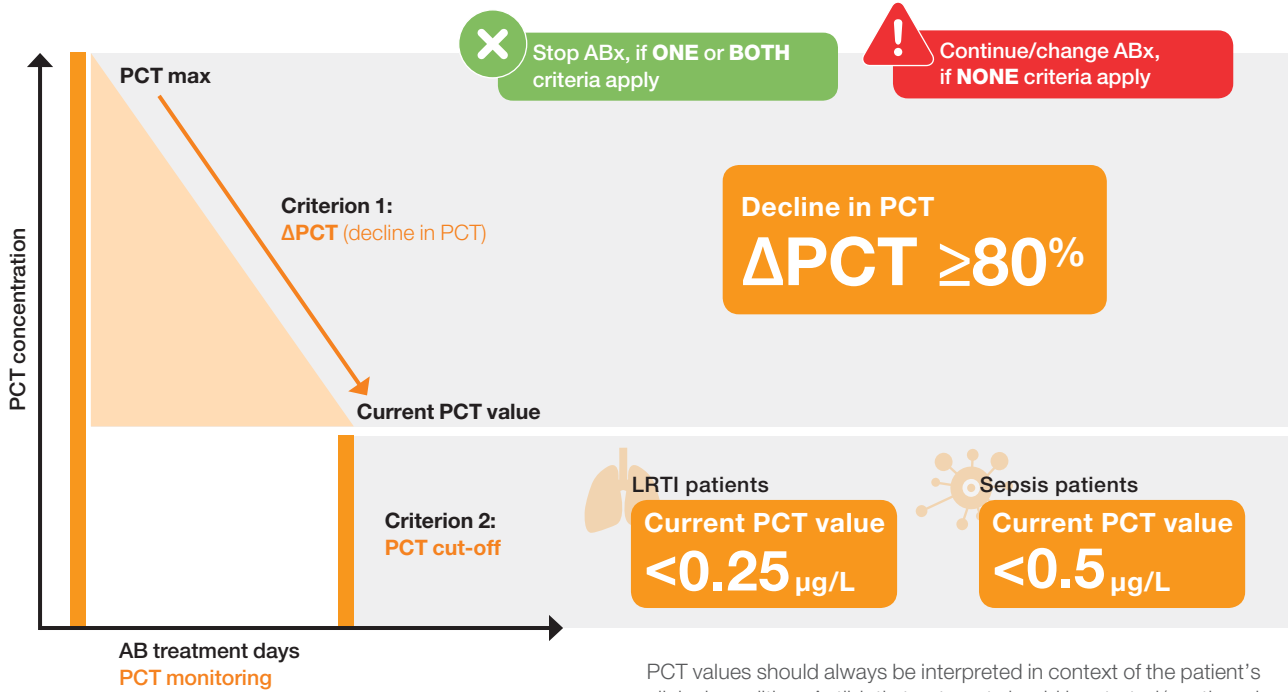 Stop ABx, if ONE or BOTH
criteria apply
Continue/change ABx,
if NONE criteria apply
PCT max
PCT concentration
Criterion 1:
ΔPCT (decline in PCT)
Decline in PCT
ΔPCT ≥80%
Current PCT value
Criterion 2:
PCT cut-off
LRTI patients
Current PCT value
<0.25 µg/L
Sepsis patients
Current PCT value
<0.5 µg/L
AB treatment days
PCT monitoring
PCT values should always be interpreted in context of the patient’s